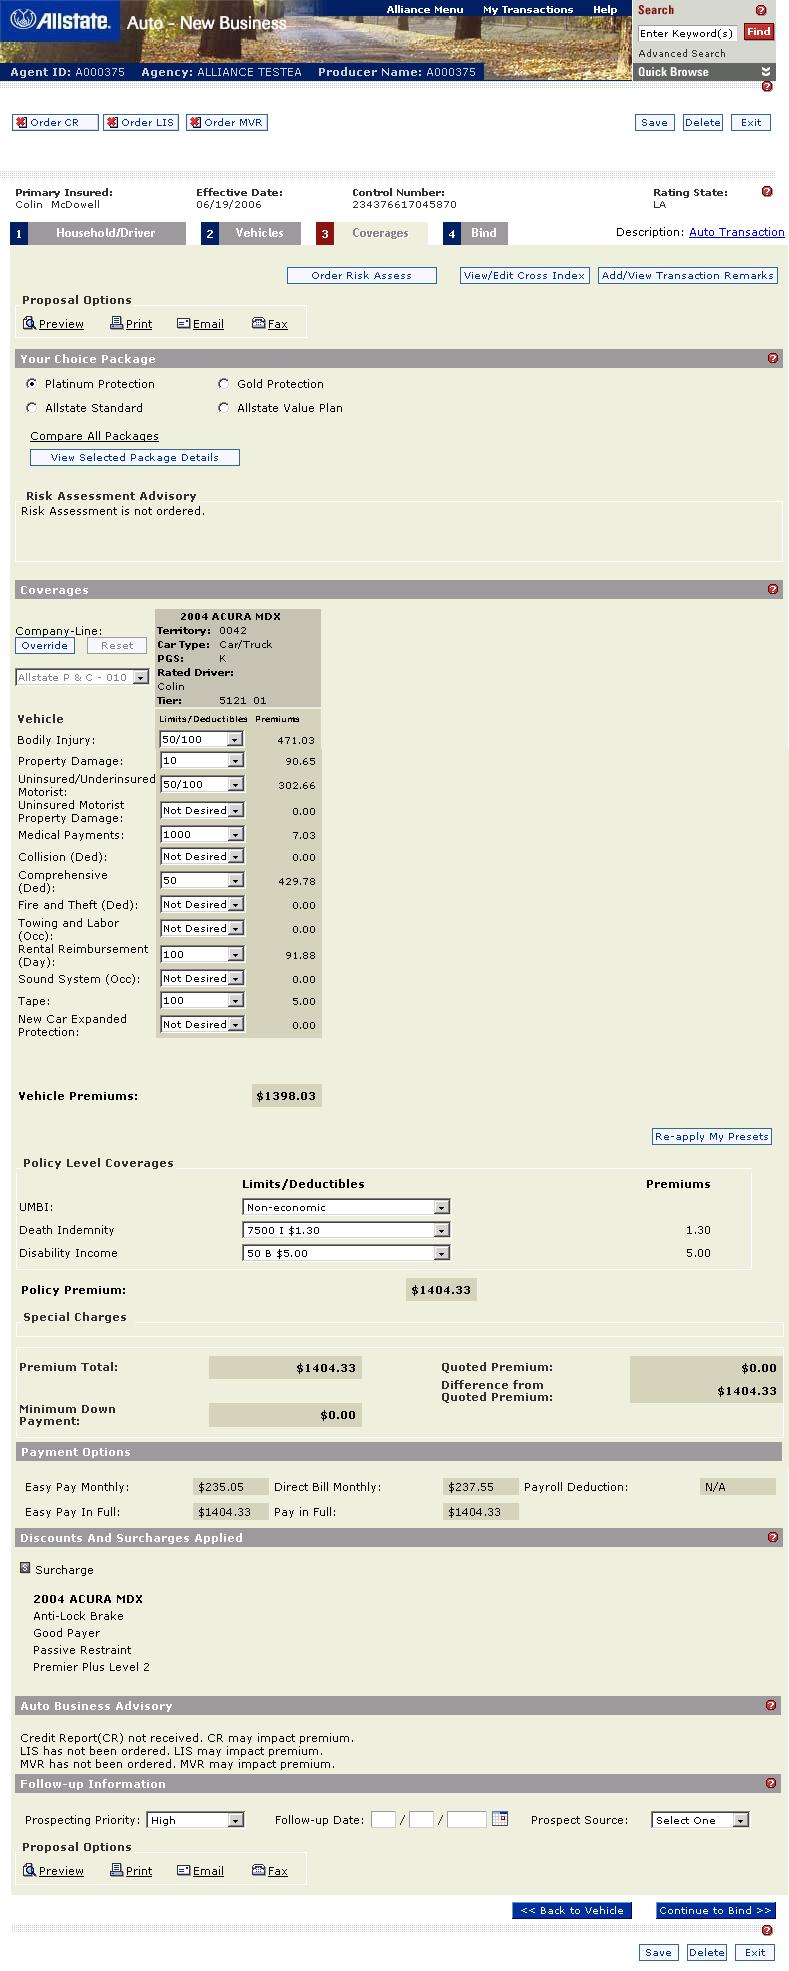 Allstate. Auto – New Business
Alliance Menu My Transactions Help
Search
Enter Keyword(s) Find
Advanced Search
Quick Browse
Agent ID: A000375 Agency: ALLIANCE TESTEA Producer Name: A000375
Order CR Order LIS Order MVR Save Delete Exit
Primary Insured: Effective Date: Control Number: Rating State:
Colin McDowell 06/19/2006 234376617045870 LA
1 Household/Driver 2 Vehicles 3 Coverages 4 Bind Description: Auto Transaction
Order Risk Assess View/Edit Cross Index Add/View Transaction Remarks
Proposal Options
Preview Print Email Fax
Your Choice Package
Platinum Protection Gold Protection
Allstate Standard Allstate Value Plan
Compare All Packages
View Selected Package Details
Risk Assessment Advisory
Risk Assessment is not ordered.
Coverages
2004 ACURA MDX
Company-Line: Territory: 0042
Override Reset Car Type: Car/Truck
PGS: K
Allstate P & C - 010 Rated Driver:
Colin
Tier: 5121 01
Vehicle Limits/Deductibles Premiums
Bodily Injury: 50/100 471.03
Property Damage: 10 90.65
Uninsured/Underinsured
Motorist: 50/100 302.66
Uninsured Motorist
Property Damage: Not Desired 0.00
Medical Payments: 1000 7.03
Collision (Ded): Not Desired 0.00
Comprehensive
(Ded): 50 429.78
Fire and Theft (Ded): Not Desired 0.00
Towing and Labor
(Occ): Not Desired 0.00
Rental Reimbursement
(Day): 100 91.88
Sound System (Occ): Not Desired 0.00
Tape: 100 5.00
New Car Expanded
Protection: Not Desired 0.00
Vehicle Premiums: $1398.03
Re-apply My Presets
Policy Level Coverages
Limits/Deductibles Premiums
UMBI: Non-economic
Death Indemnity 7500 I $1.30 1.30
Disability Income 50 B $5.00 5.00
Policy Premium: $1404.33
Special Charges
Premium Total: $1404.33 Quoted Premium: $0.00
Difference from
Quoted Premium: $1404.33
Minimum Down
Payment: $0.00
Payment Options
Easy Pay Monthly: $235.05 Direct Bill Monthly: $237.55 Payroll Deduction: N/A
Easy Pay In Full: $1404.33 Pay in Full: $1404.33
Discounts And Surcharges Applied
Surcharge
2004 ACURA MDX
Anti-Lock Brake
Good Payer
Passive Restraint
Premier Plus Level 2
Auto Business Advisory
Credit Report(CR) not received. CR may impact premium.
LIS has not been ordered. LIS may impact premium.
MVR has not been ordered. MVR may impact premium.
Follow-up Information
Prospecting Priority: High Follow-up Date: / / Prospect Source: Select One
Proposal Options
Preview Print Email Fax
<< Back to Vehicle Continue to Bind >>
Save Delete Exit